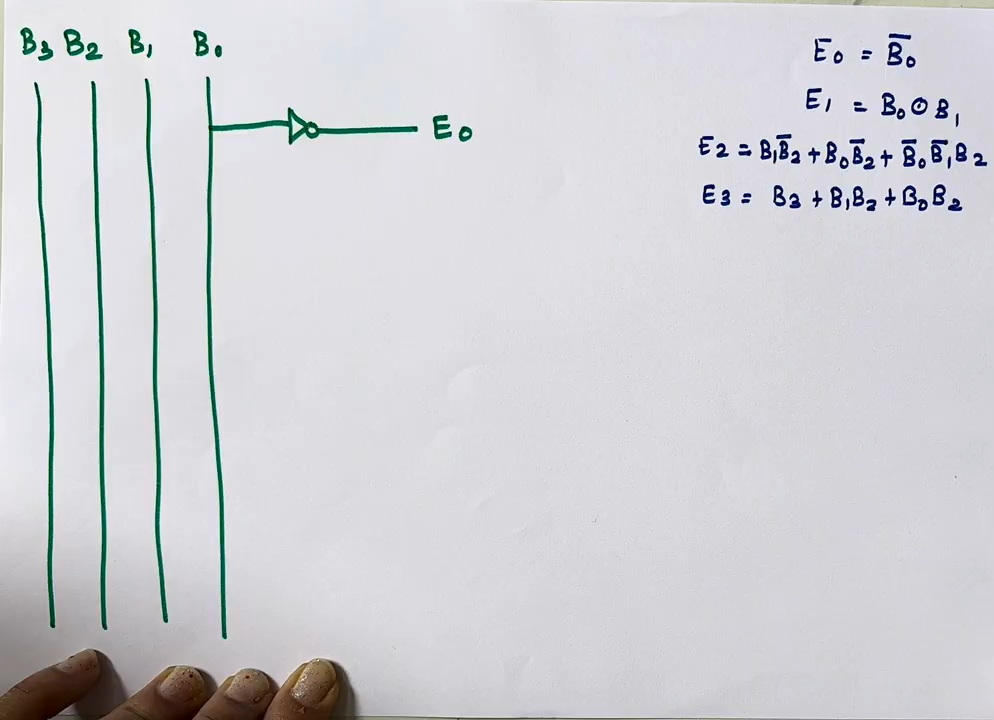 B₃ B₂ B₁ B₀
E₀
E₀ = B̅₀
E₁ = B₀ ⊙ B₁
E₂ = B₁B̅₂ + B₀B̅₂ + B̅₀B̅₁B₂
E₃ = B₃ + B₁B₂ + B₀B₂